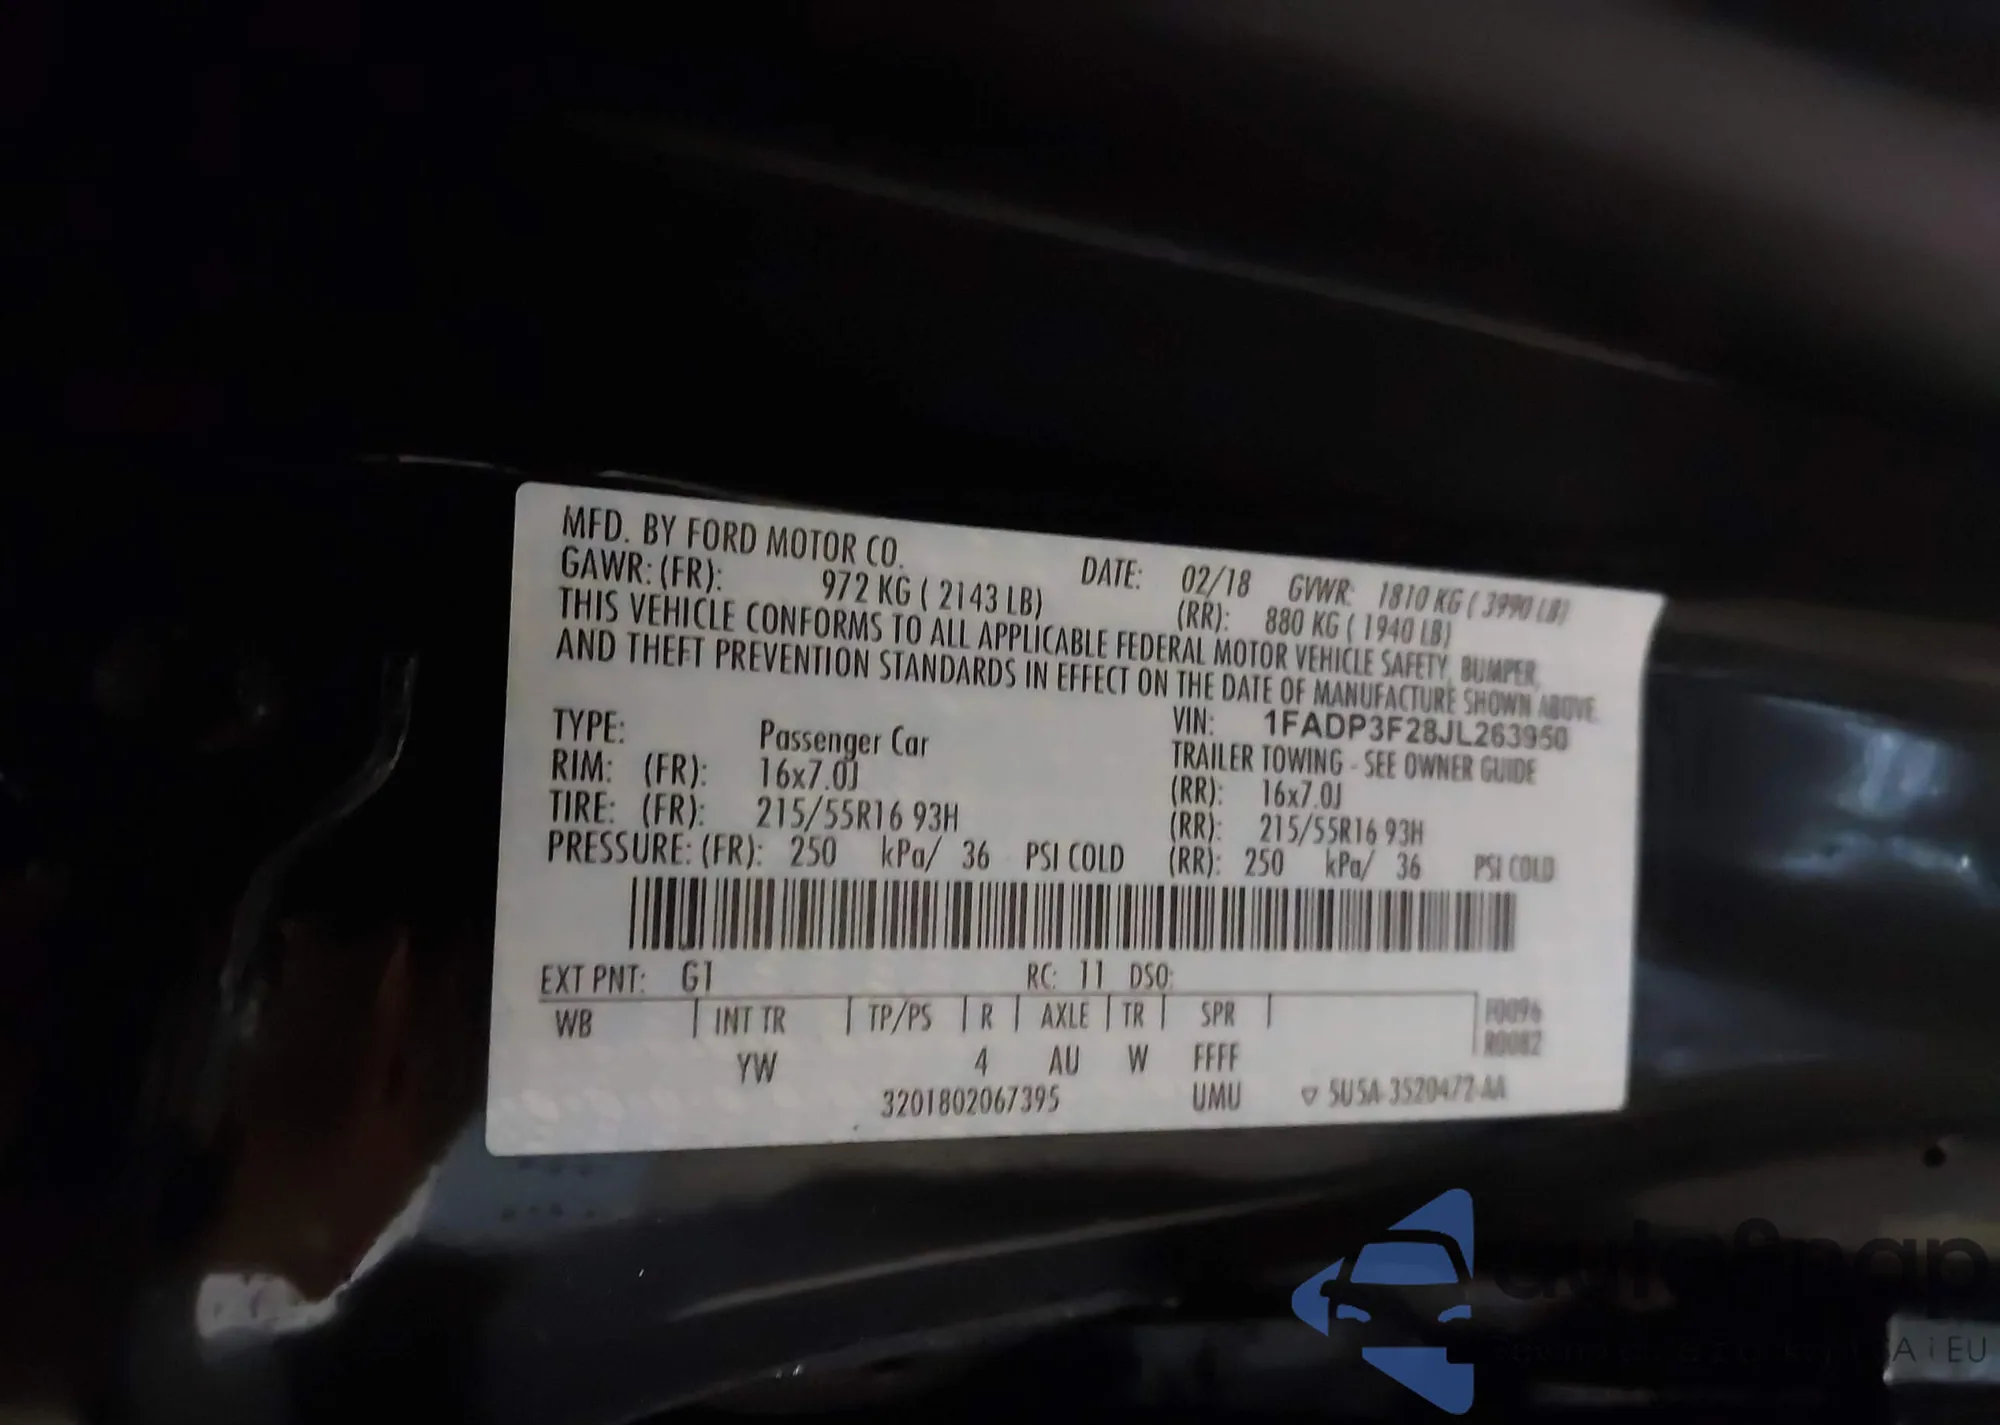 MFD. BY FORD MOTOR CO. DATE: 02/18 GVWR: 1810 KG ( 3990 LB)
GAWR: (FR): 972 KG ( 2143 LB) (RR): 880 KG ( 1940 LB)
THIS VEHICLE CONFORMS TO ALL APPLICABLE FEDERAL MOTOR VEHICLE SAFETY, BUMPER,
AND THEFT PREVENTION STANDARDS IN EFFECT ON THE DATE OF MANUFACTURE SHOWN ABOVE.
VIN: 1FADP3F28JL263950
TYPE: Passenger Car TRAILER TOWING - SEE OWNER GUIDE
RIM: (FR): 16x7.0J (RR): 16x7.0J
TIRE: (FR): 215/55R16 93H (RR): 215/55R16 93H
PRESSURE: (FR): 250 kPa/ 36 PSI COLD (RR): 250 kPa/ 36 PSI COLD
EXT PNT: G1 RC: 11 DSO:
WB INT TR TP/PS R AXLE TR SPR F0096
R0082
YW 4 AU W FFFF
3201802067395 UMU ▽ 5U5A-3520472-AA